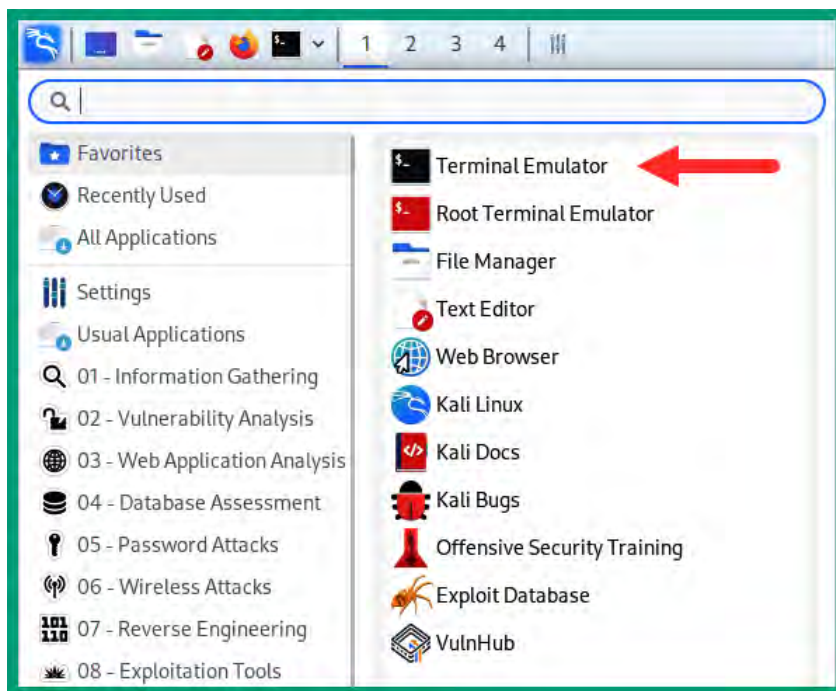 1 2 3 4
Favorites
Recently Used
All Applications
Settings
Usual Applications
01 - Information Gathering
02 - Vulnerability Analysis
03 - Web Application Analysis
04 - Database Assessment
05 - Password Attacks
06 - Wireless Attacks
101
110
07 - Reverse Engineering
08 - Exploitation Tools
$_ Terminal Emulator
$_ Root Terminal Emulator
File Manager
Text Editor
Web Browser
Kali Linux
</> Kali Docs
Kali Bugs
Offensive Security Training
Exploit Database
VulnHub